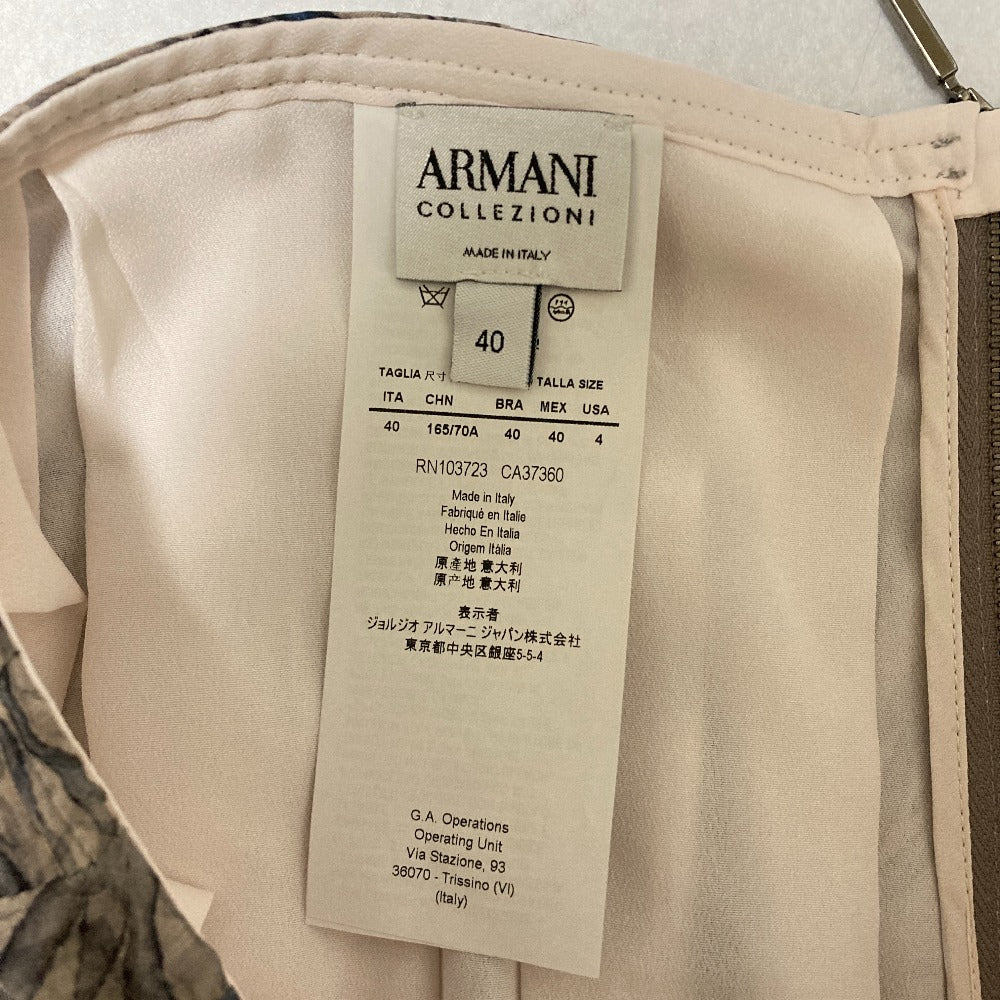 ARMANI
COLLEZIONI
MADE IN ITALY
40
TAGLIA 尺寸 TALLA SIZE
ITA CHN BRA MEX USA
40 165/70A 40 40 4
RN103723 CA37360
Made in Italy
Fabriqué en Italie
Hecho En Italia
Origem Itália
原產地 意大利
原产地 意大利
表示者
ジョルジオ アルマーニ ジャパン株式会社
東京都中央区銀座5-5-4
G.A. Operations
Operating Unit
Via Stazione, 93
36070 - Trissino (VI)
(Italy)